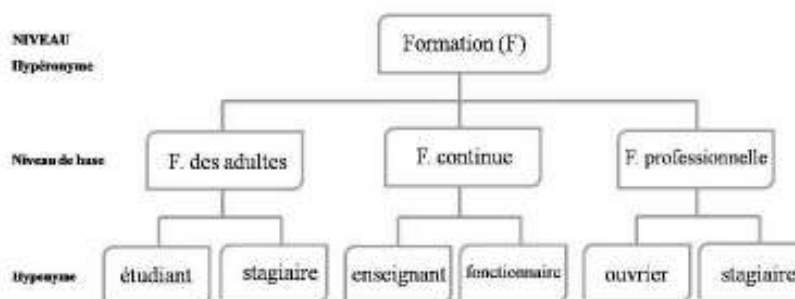 NIVEAU
Hypéronyme
Formation (F)
Niveau de base
F. des adultes
F. continue
F. professionnelle
Hyponyme
étudiant
stagiaire
enseignant
fonctionnaire
ouvrier
stagiaire